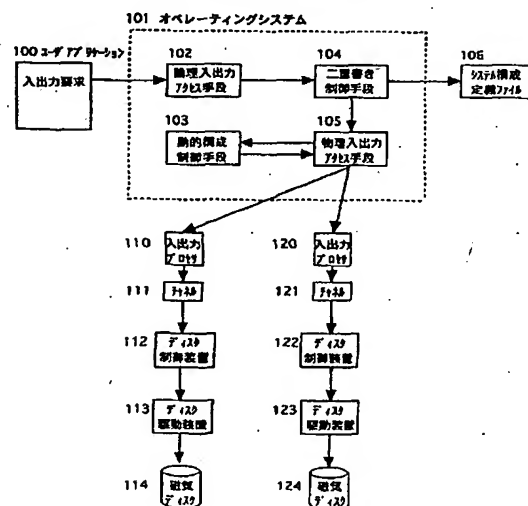 101 オペレーティングシステム
100 ユーザ アプリケーション
入出力要求
102
論理入出力
アクセス手段
104
二重書き
制御手段
106
システム構成
定義ファイル
103
動的構成
制御手段
105
物理入出力
アクセス手段
110
入出力
プロセサ
120
入出力
プロセサ
111
チャネル
121
チャネル
112
ディスク
制御装置
122
ディスク
制御装置
113
ディスク
駆動装置
123
ディスク
駆動装置
114
磁気
ディスク
124
磁気
ディスク